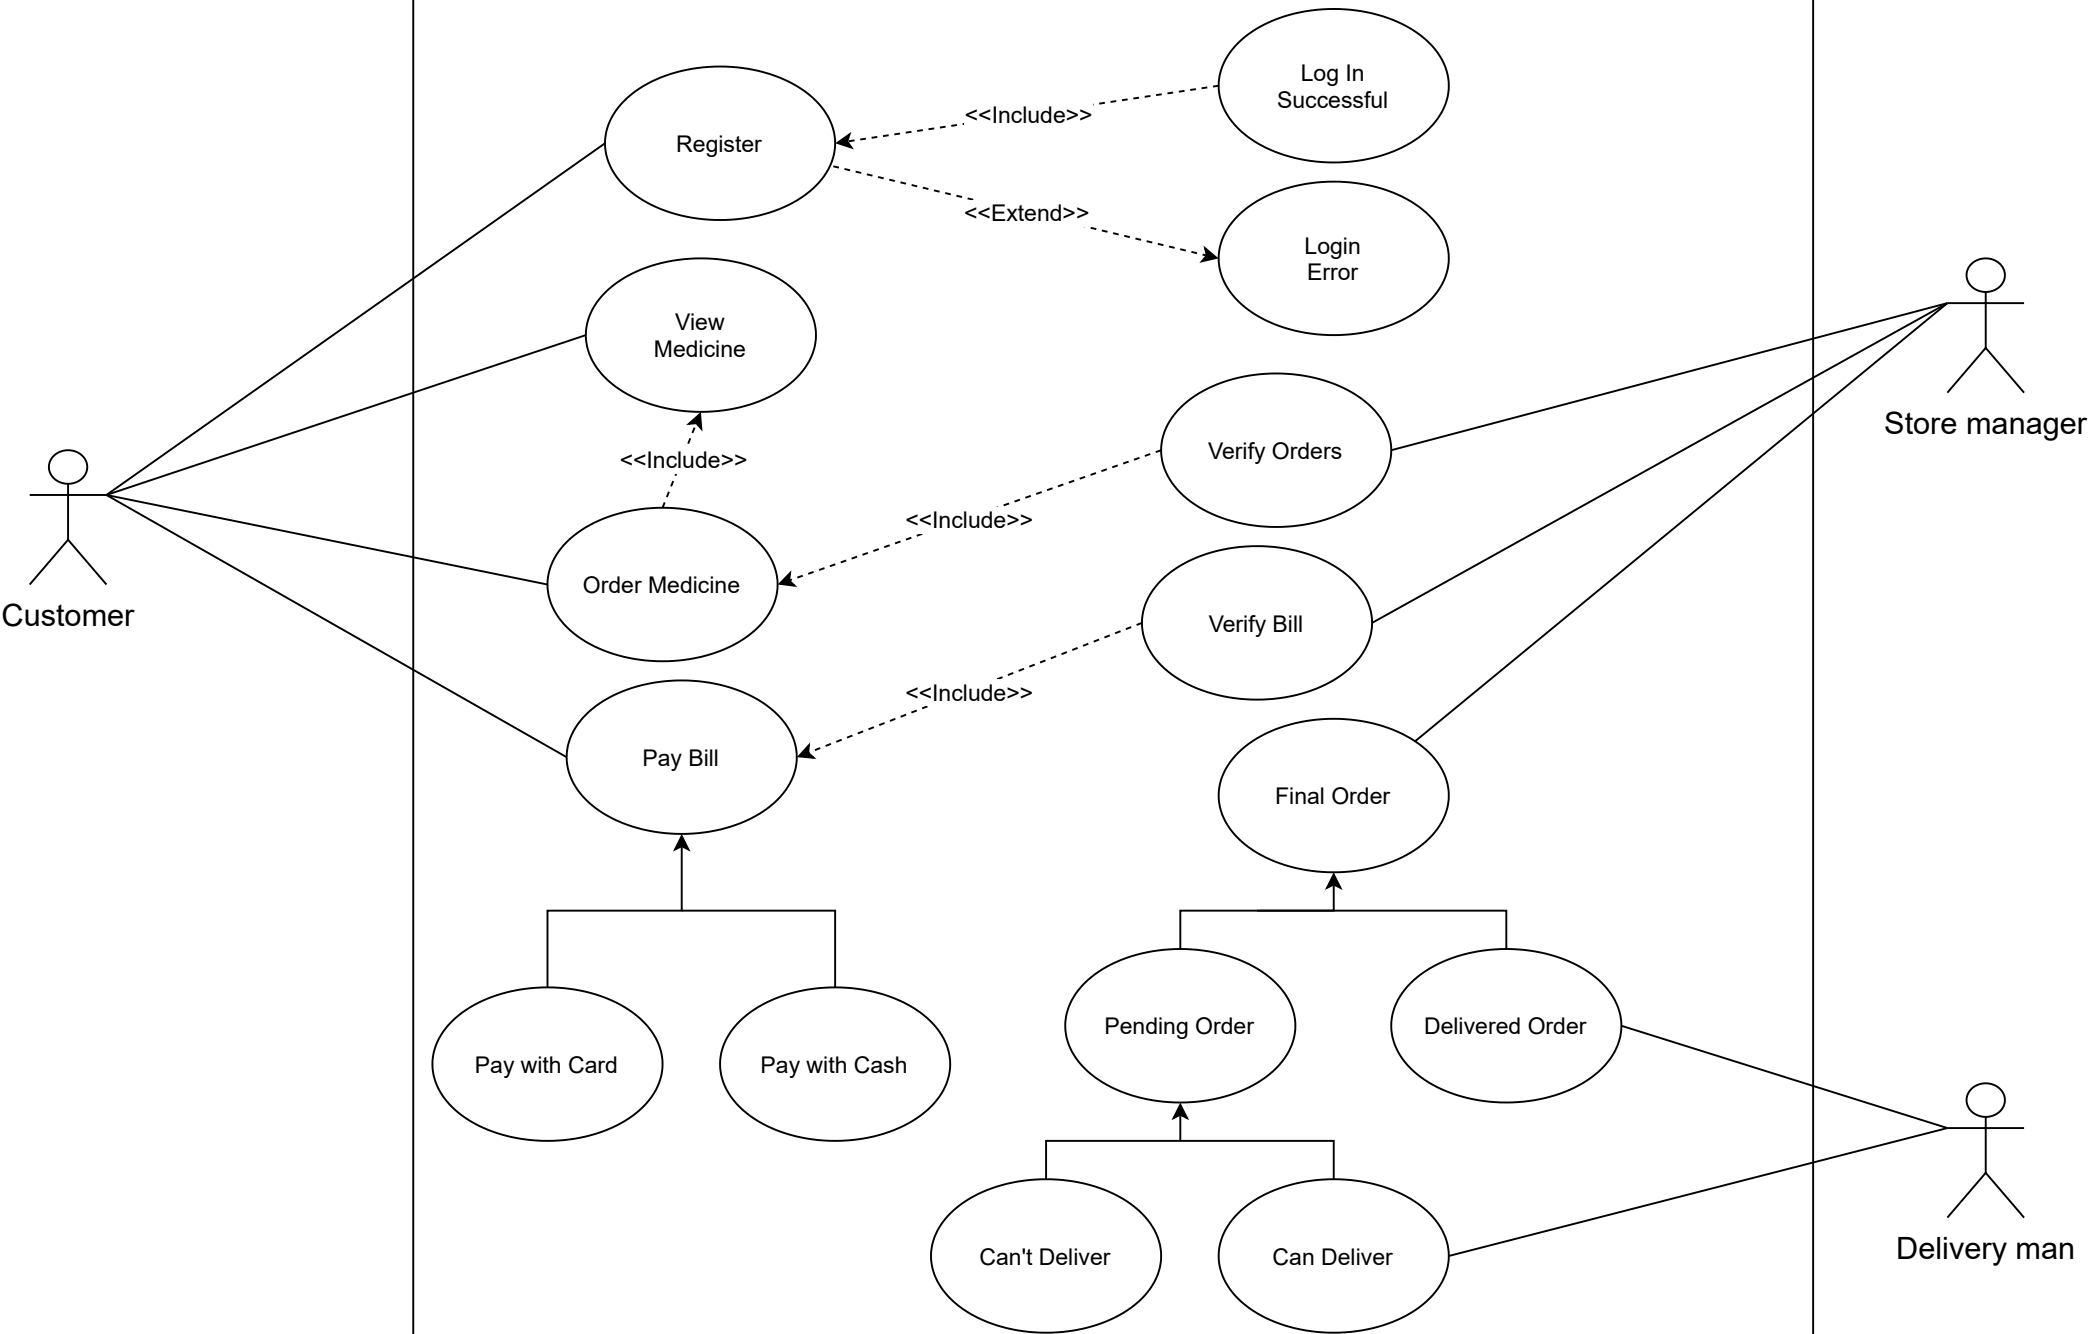 Log In
Successful
<<Include>>
Register
<<Extend>>
Login
Error
View
Medicine
Store manager
Verify Orders
<<Include>>
<<Include>>
Order Medicine
Customer
Verify Bill
<<Include>>
Pay Bill
Final Order
Pending Order
Delivered Order
Pay with Card
Pay with Cash
Delivery man
Can't Deliver
Can Deliver